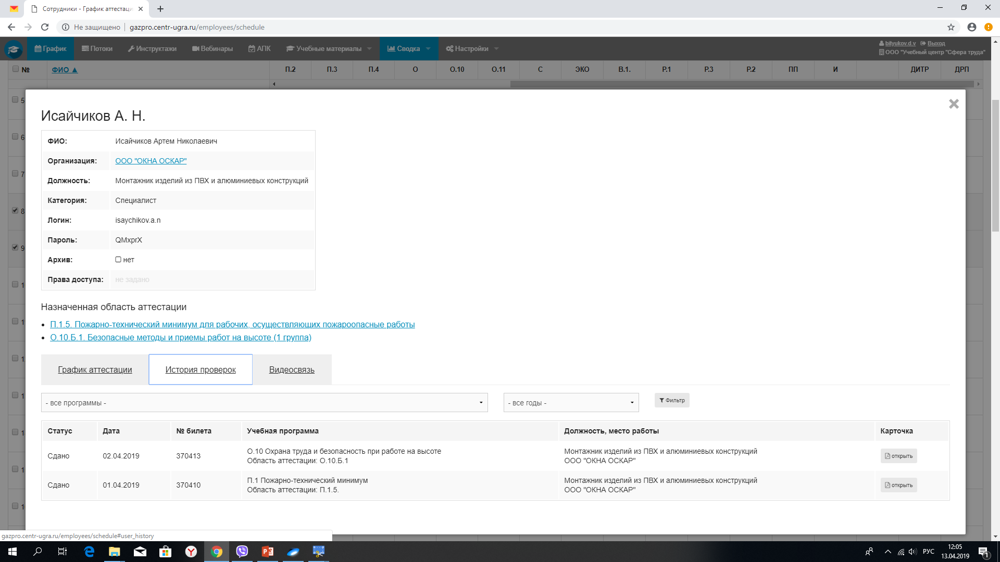 Сотрудники - График аттестаци
Не защищено
gazpro.centr-ugra.ru/employees/schedule
График
Потоки
Инструктажи
Вебинары
АПК
Учебные материалы
Сводка
Настройки
bityukov.d.v Выход
ООО "Учебный центр "Сфера труда"
№ ФИО ▲ П.2 П.3 П.4 О О.10 О.11 С ЭКО В.1. Р.1 Р.3 Р.2 ПП И ДИТР ДРП
5
6
7
8
9
Исайчиков А. Н.
ФИО: Исайчиков Артем Николаевич
Организация: ООО "ОКНА ОСКАР"
Должность: Монтажник изделий из ПВХ и алюминиевых конструкций
Категория: Специалист
Логин: isaychikov.a.n
Пароль: QMxprX
Архив: нет
Права доступа: не задано
Назначенная область аттестации
П.1.5. Пожарно-технический минимум для рабочих, осуществляющих пожароопасные работы
О.10.Б.1. Безопасные методы и приемы работ на высоте (1 группа)
График аттестации
История проверок
Видеосвязь
- все программы -
- все годы -
Фильтр
Статус Дата № билета Учебная программа Должность, место работы Карточка
Сдано 02.04.2019 370413 О.10 Охрана труда и безопасность при работе на высоте Монтажник изделий из ПВХ и алюминиевых конструкций открыть
Область аттестации: О.10.Б.1 ООО "ОКНА ОСКАР"
Сдано 01.04.2019 370410 П.1 Пожарно-технический минимум Монтажник изделий из ПВХ и алюминиевых конструкций открыть
Область аттестации: П.1.5. ООО "ОКНА ОСКАР"
gazpro.centr-ugra.ru/employees/schedule#user_history
РУС
12:05
13.04.2019
1